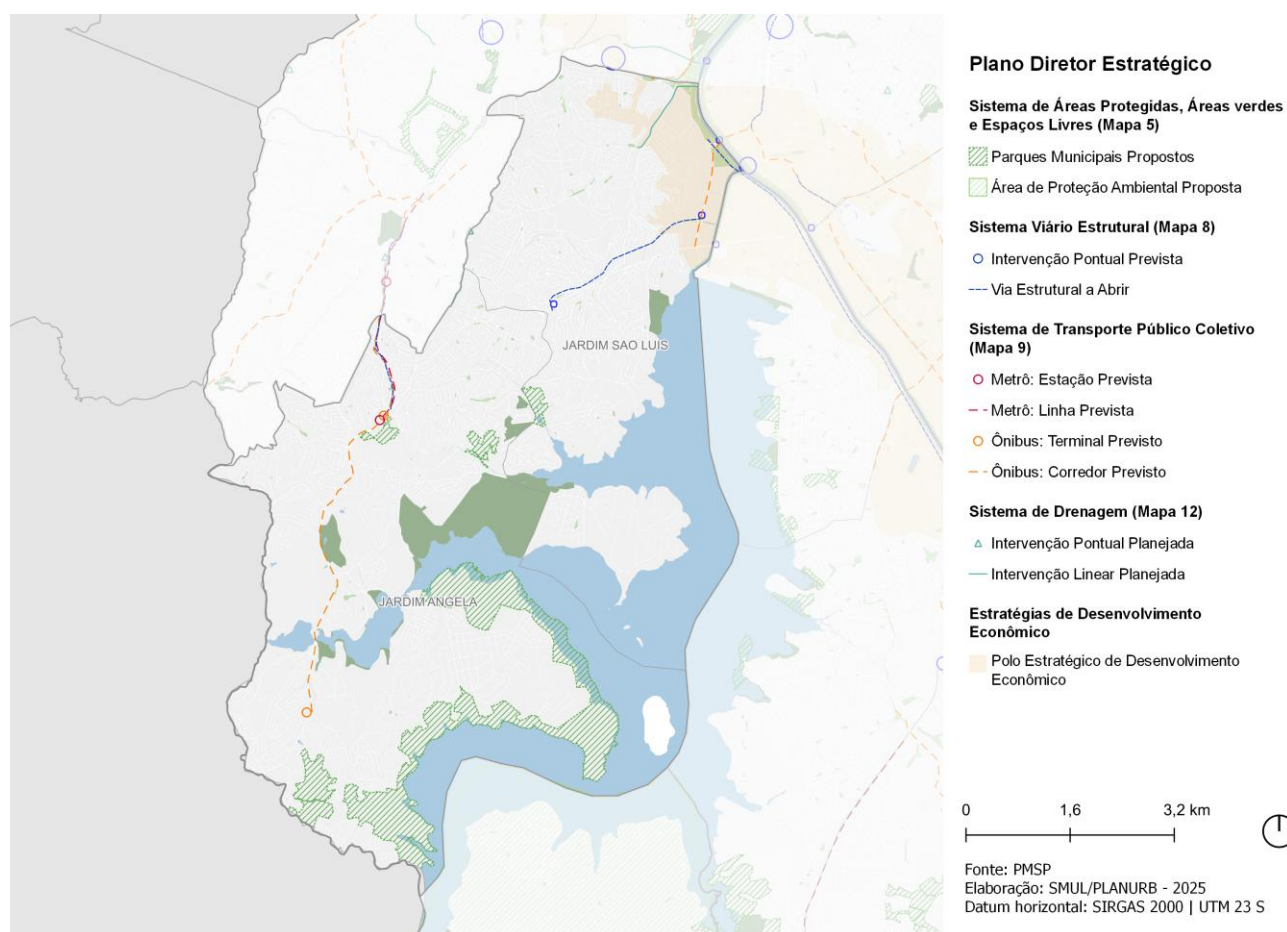 JARDIM SAO LUIS
JARDIM ANGELA
Plano Diretor Estratégico
Sistema de Áreas Protegidas, Áreas verdes
e Espaços Livres (Mapa 5)
Parques Municipais Propostos
Área de Proteção Ambiental Proposta
Sistema Viário Estrutural (Mapa 8)
Intervenção Pontual Prevista
Via Estrutural a Abrir
Sistema de Transporte Público Coletivo
(Mapa 9)
Metrô: Estação Prevista
Metrô: Linha Prevista
Ônibus: Terminal Previsto
Ônibus: Corredor Previsto
Sistema de Drenagem (Mapa 12)
Intervenção Pontual Planejada
Intervenção Linear Planejada
Estratégias de Desenvolvimento
Econômico
Polo Estratégico de Desenvolvimento
Econômico
0 1,6 3,2 km
Fonte: PMSP
Elaboração: SMUL/PLANURB - 2025
Datum horizontal: SIRGAS 2000 | UTM 23 S